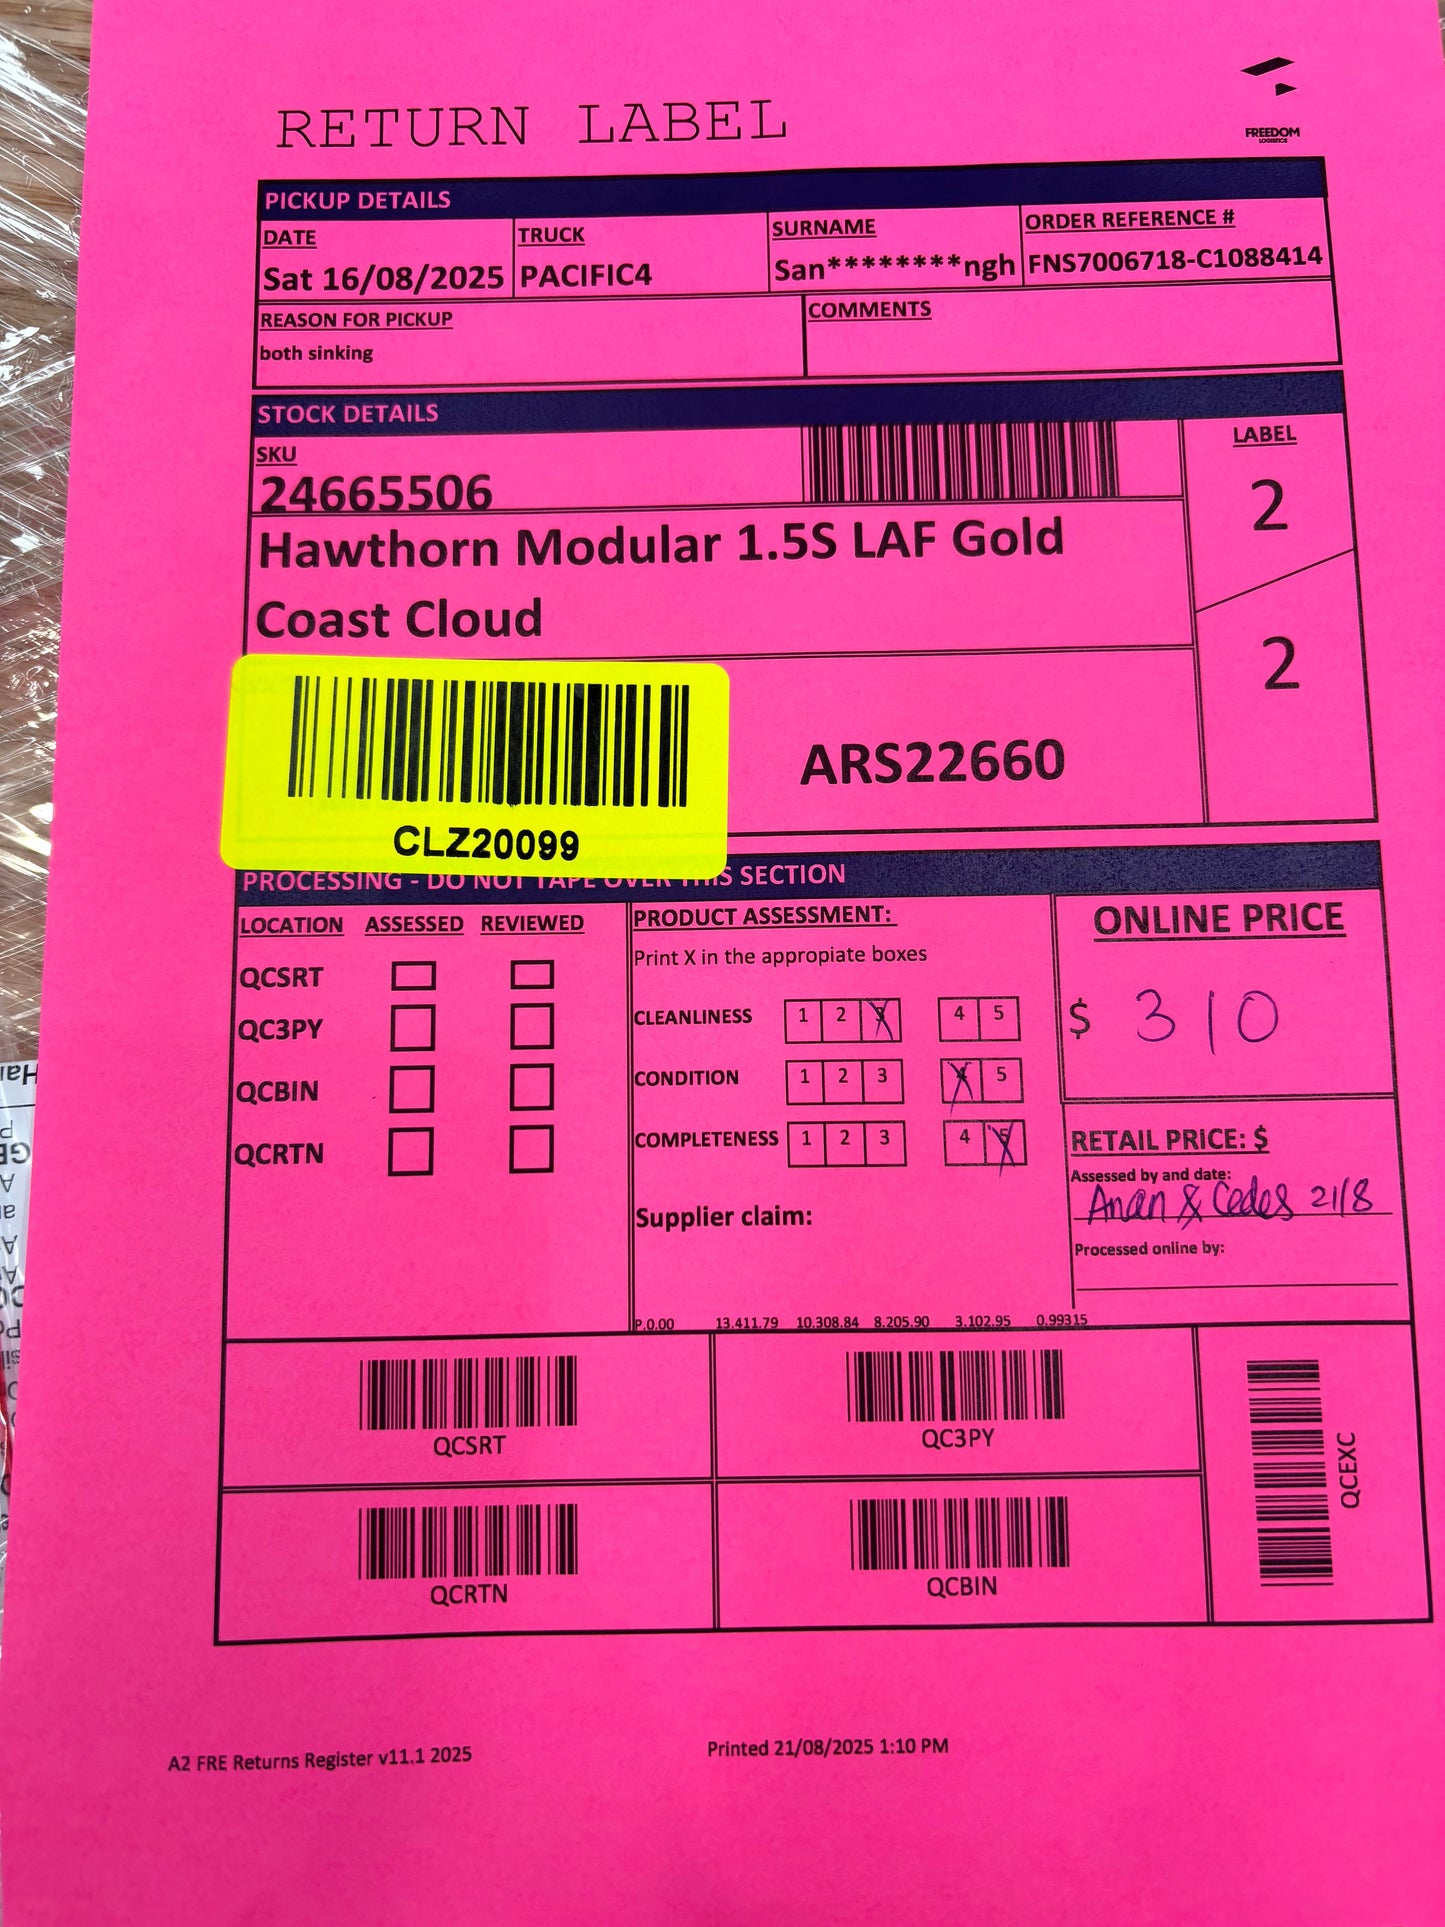 RETURN LABEL
FREEDOM
LOGISTICS
PICKUP DETAILS
DATE TRUCK SURNAME ORDER REFERENCE #
Sat 16/08/2025 PACIFIC4 San********ngh FNS7006718-C1088414
REASON FOR PICKUP COMMENTS
both sinking
STOCK DETAILS
SKU LABEL
24665506 2
Hawthorn Modular 1.5S LAF Gold
Coast Cloud 2
ARS22660
CLZ20099
PROCESSING - DO NOT TAPE OVER THIS SECTION
LOCATION ASSESSED REVIEWED
QCSRT
QC3PY
QCBIN
QCRTN
PRODUCT ASSESSMENT:
Print X in the appropiate boxes
CLEANLINESS 1 2 3 4 5
CONDITION 1 2 3 4 5
COMPLETENESS 1 2 3 4 5
Supplier claim:
P.0.00 13.411.79 10.308.84 8.205.90 3.102.95 0.99315
ONLINE PRICE
$ 310
RETAIL PRICE: $
Assessed by and date:
Anan & Cedes 21/8
Processed online by:
QCSRT QC3PY
QCRTN QCBIN
QCEXC
A2 FRE Returns Register v11.1 2025 Printed 21/08/2025 1:10 PM